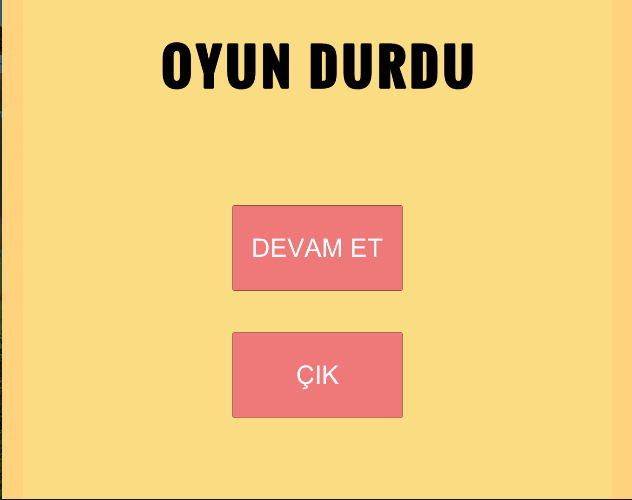 OYUN DURDU
DEVAM ET
ÇIK